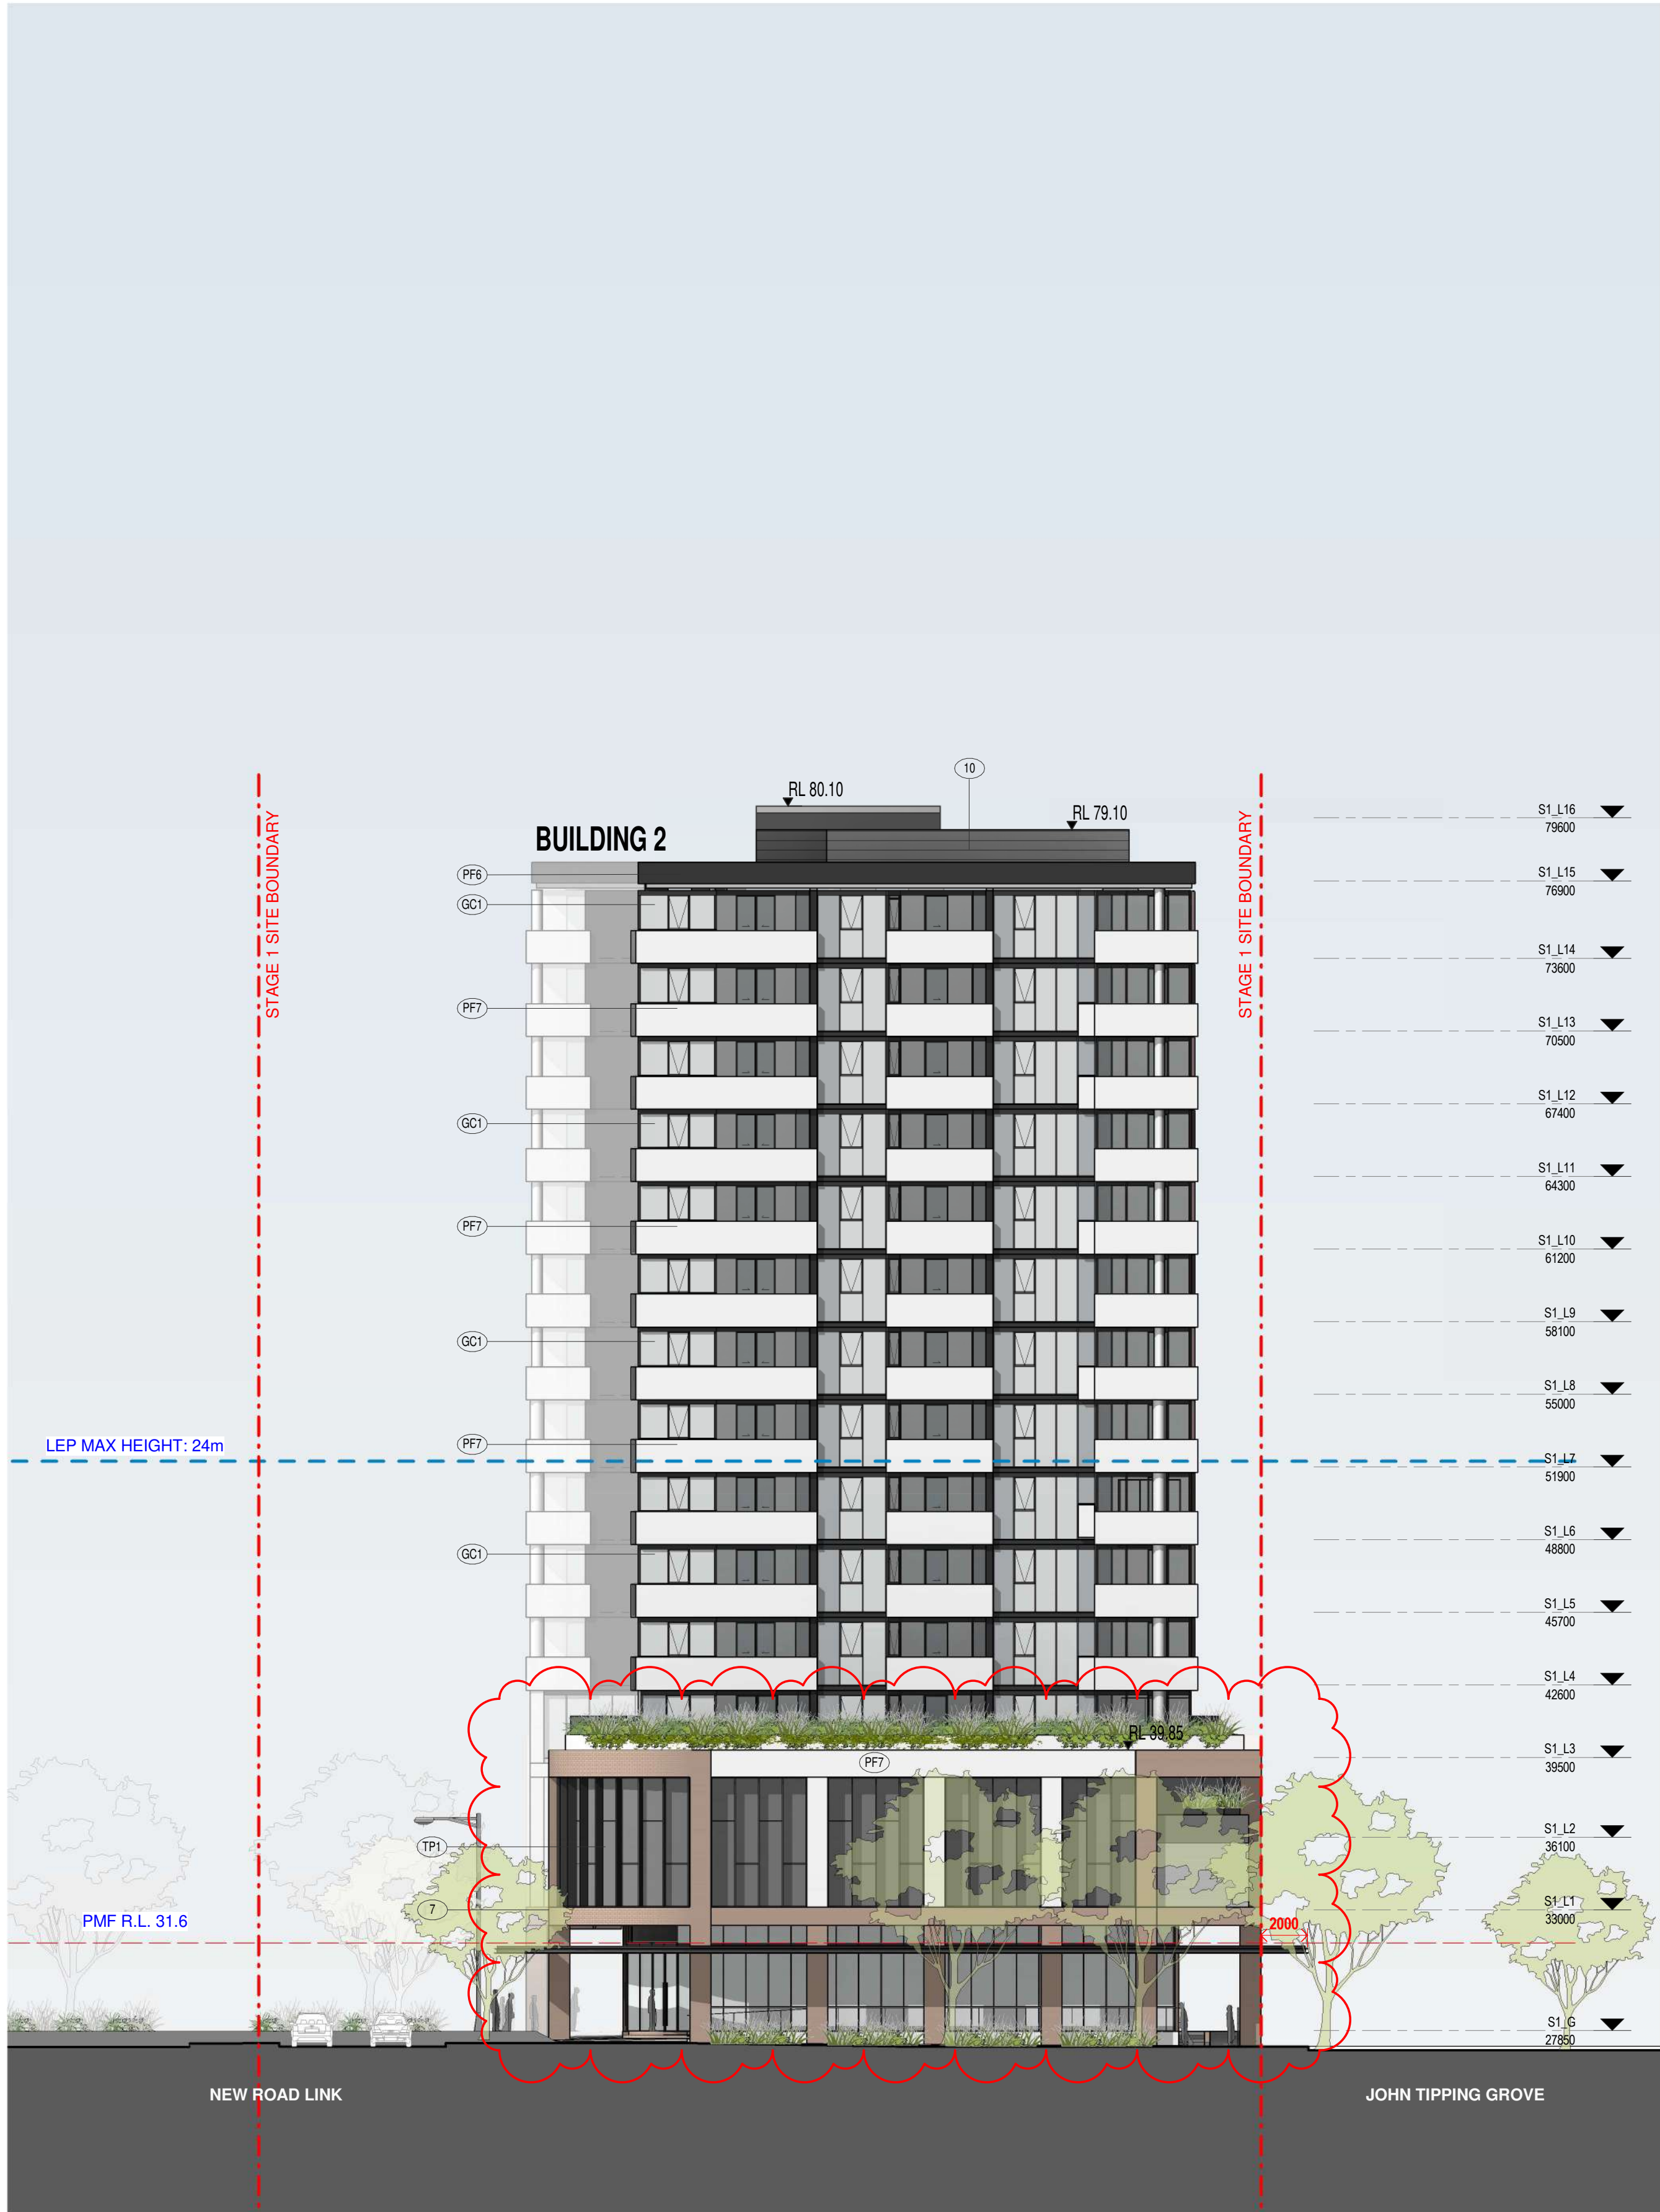 10
RL 80.10
RL 79.10
BUILDING 2
STAGE 1 SITE BOUNDARY
STAGE 1 SITE BOUNDARY
PF6
GC1
PF7
GC1
PF7
GC1
PF7
GC1
LEP MAX HEIGHT: 24m
RL 39.85
PF7
TP1
7
PMF R.L. 31.6
2000
S1_L16
79600
S1_L15
76900
S1_L14
73600
S1_L13
70500
S1_L12
67400
S1_L11
64300
S1_L10
61200
S1_L9
58100
S1_L8
55000
S1_L7
51900
S1_L6
48800
S1_L5
45700
S1_L4
42600
S1_L3
39500
S1_L2
36100
S1_L1
33000
S1_G
27850
NEW ROAD LINK
JOHN TIPPING GROVE